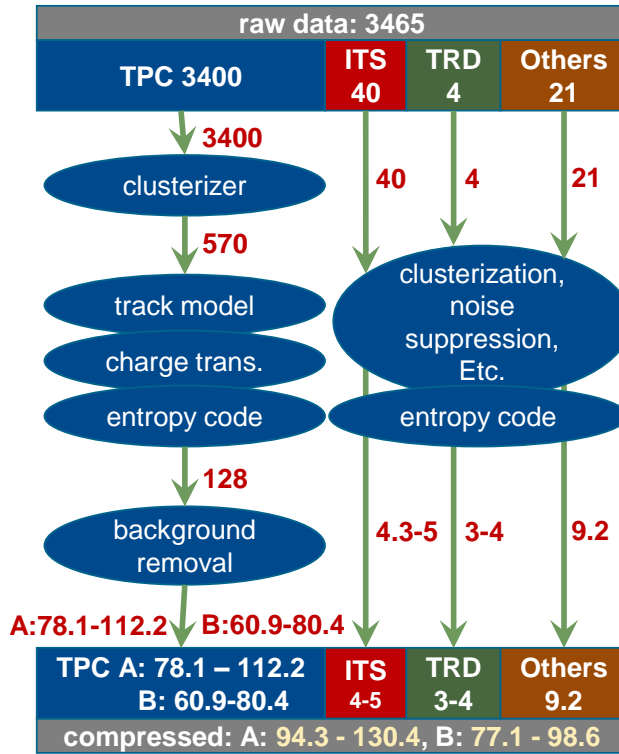 raw data: 3465
TPC 3400
ITS
40
TRD
4
Others
21
3400
40
4
21
clusterizer
570
track model
charge trans.
entropy code
clusterization,
noise
suppression,
Etc.
entropy code
128
background
removal
4.3-5
3-4
9.2
A:78.1-112.2
B:60.9-80.4
TPC A: 78.1 – 112.2
B: 60.9-80.4
ITS
4-5
TRD
3-4
Others
9.2
compressed: A: 94.3 - 130.4, B: 77.1 - 98.6